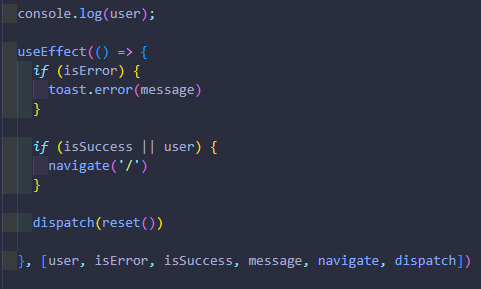 console.log(user);
useEffect(() => {
if (isError) {
toast.error(message)
}
if (isSuccess || user) {
navigate('/')
}
dispatch(reset())
}, [user, isError, isSuccess, message, navigate, dispatch])